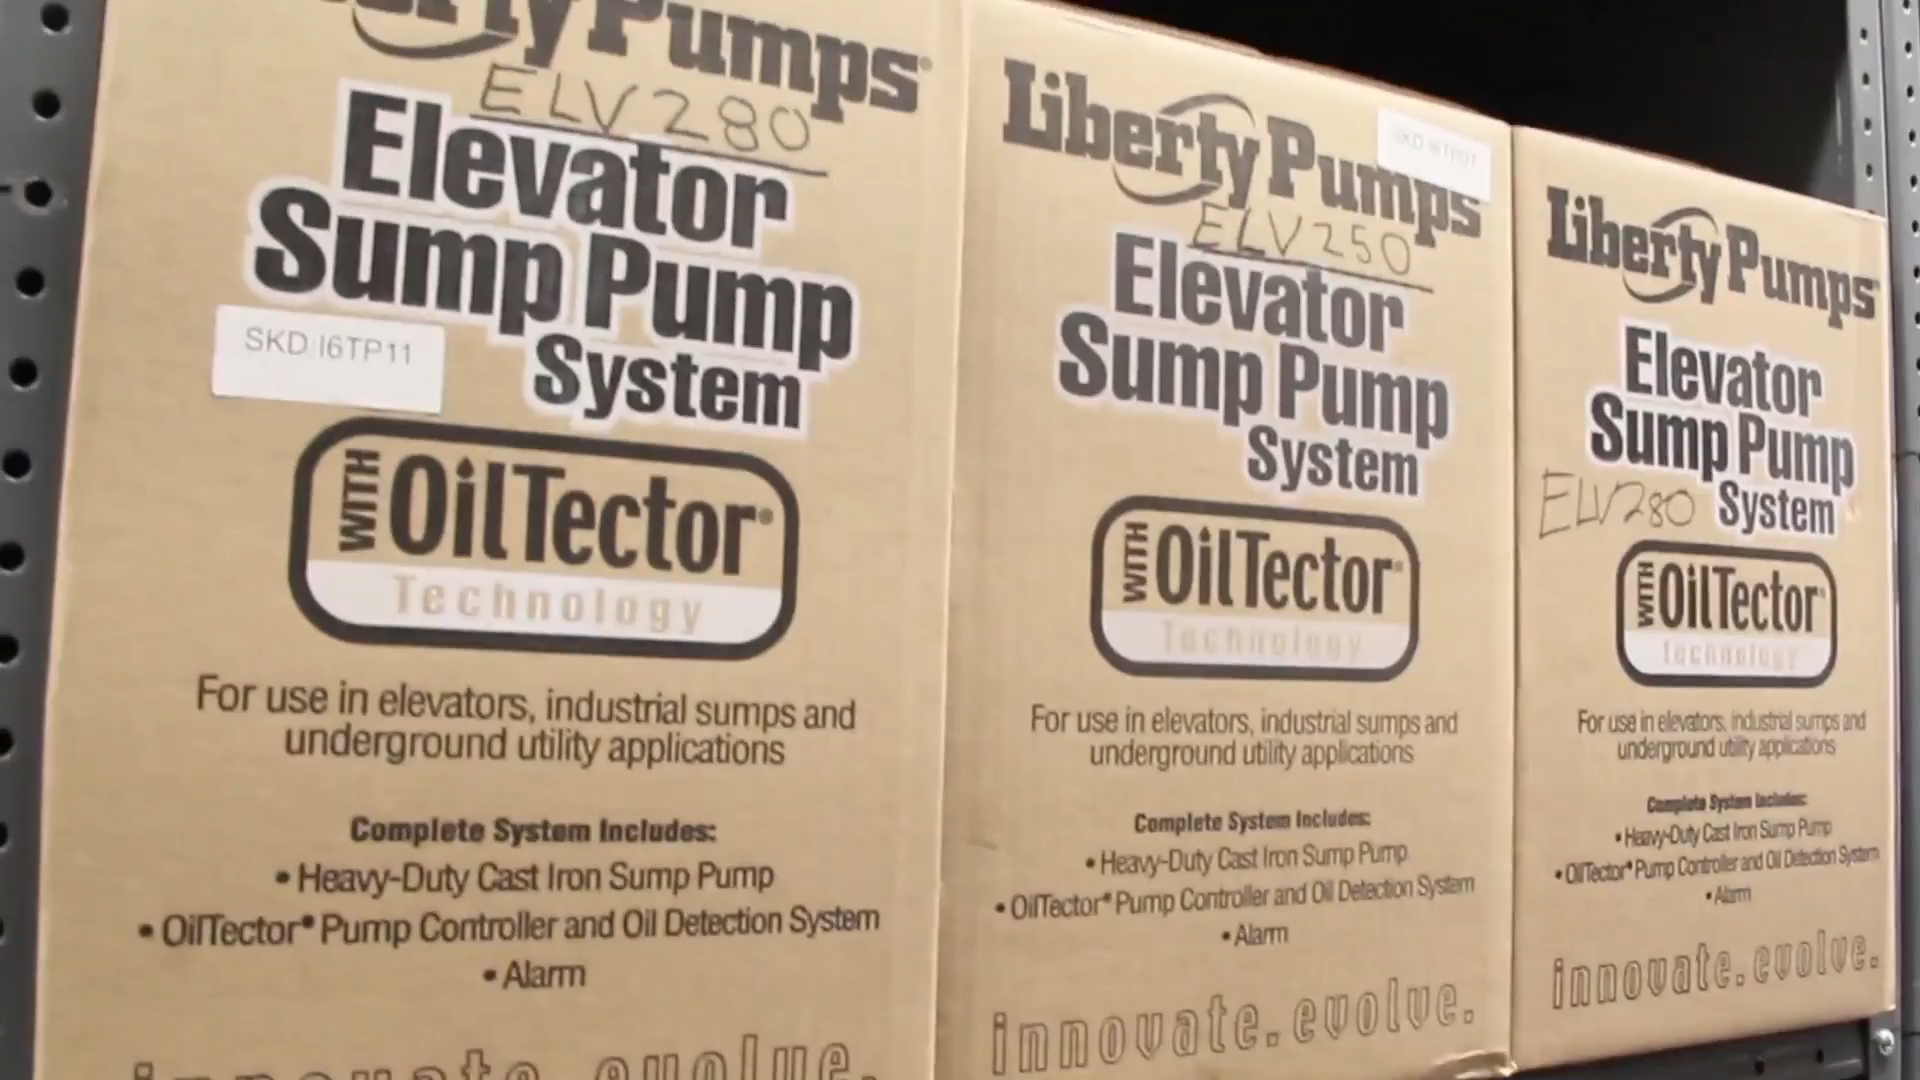 Liberty Pumps®
ELV280
Elevator
Sump Pump
System
SKD I6TP11
WITH OilTector®
Technology
For use in elevators, industrial sumps and
underground utility applications
Complete System Includes:
• Heavy-Duty Cast Iron Sump Pump
• OilTector® Pump Controller and Oil Detection System
• Alarm
innovate. evolve.
Liberty Pumps
SKD
ELV250
Elevator
Sump Pump
System
WITH OilTector®
Technology
For use in elevators, industrial sumps and
underground utility applications
Complete System Includes:
• Heavy-Duty Cast Iron Sump Pump
• OilTector® Pump Controller and Oil Detection System
• Alarm
innovate. evolve.
Liberty Pumps®
Elevator
Sump Pump
System
ELV280
WITH OilTector®
Technology
For use in elevators, industrial sumps and
underground utility applications
Complete System Includes:
• Heavy-Duty Cast Iron Sump Pump
• OilTector® Pump Controller and Oil Detection System
• Alarm
innovate. evolve.